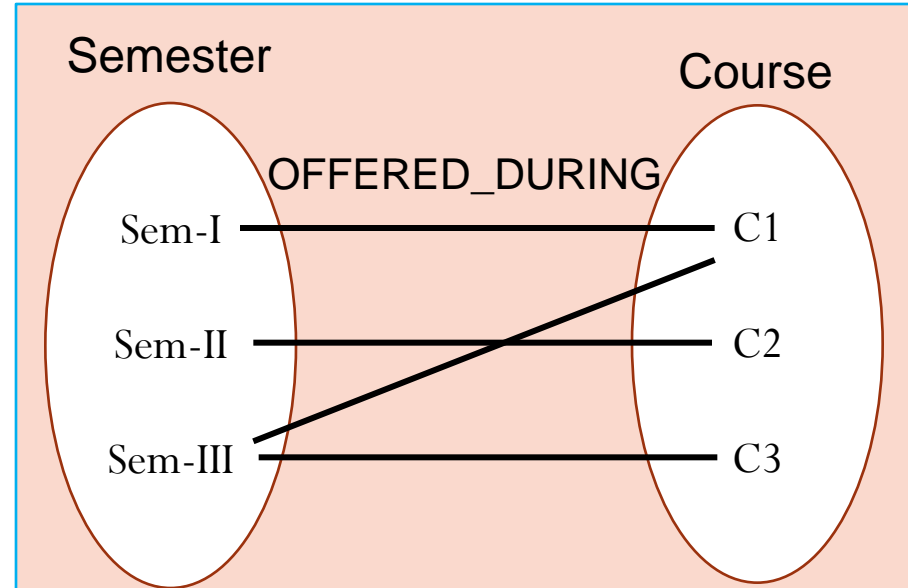 Semester
Course
OFFERED_DURING
Sem-I
C1
Sem-II
C2
Sem-III
C3